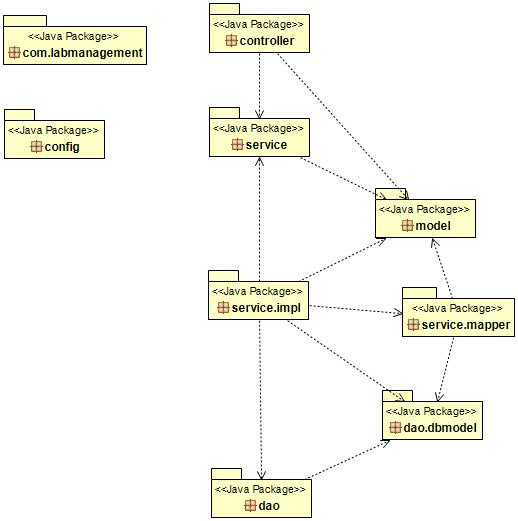 <<Java Package>>
com.labmanagement
<<Java Package>>
controller
<<Java Package>>
config
<<Java Package>>
service
<<Java Package>>
model
<<Java Package>>
service.impl
<<Java Package>>
service.mapper
<<Java Package>>
dao.dbmodel
<<Java Package>>
dao